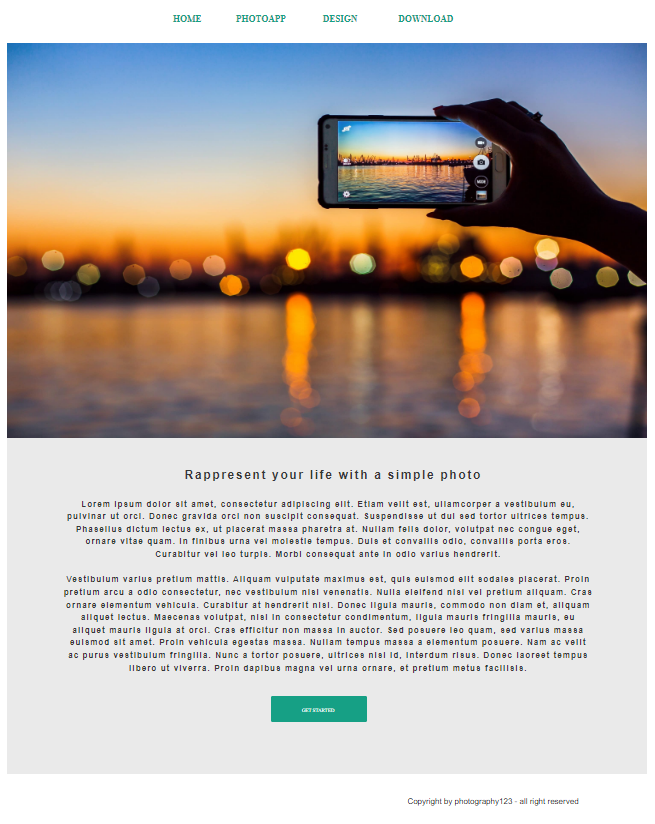 HOME PHOTOAPP DESIGN DOWNLOAD
MODE
Rappresent your life with a simple photo
Lorem ipsum dolor sit amet, consectetur adipiscing elit. Etiam velit est, ullamcorper a vestibulum eu,
pulvinar ut orci. Donec gravida orci non suscipit consequat. Suspendisse ut dui sed tortor ultrices tempus.
Phasellus dictum lectus ex, ut placerat massa pharetra at. Nullam felis dolor, volutpat nec congue eget,
ornare vitae quam. In finibus urna vel molestie tempus. Duis et convallis odio, convallis porta eros.
Curabitur vel leo turpis. Morbi consequat ante in odio varius hendrerit.
Vestibulum varius pretium mattis. Aliquam vulputate maximus est, quis euismod elit sodales placerat. Proin
pretium arcu a odio consectetur, nec vestibulum nisl venenatis. Nulla eleifend nisi vel pretium aliquam. Cras
ornare elementum vehicula. Curabitur at hendrerit nisl. Donec ligula mauris, commodo non diam et, aliquam
aliquet lectus. Maecenas volutpat, nisl in consectetur condimentum, ligula mauris fringilla mauris, eu
aliquet mauris ligula at orci. Cras efficitur non massa in auctor. Sed posuere leo quam, sed varius massa
euismod sit amet. Proin vehicula egestas massa. Nullam tempus massa a elementum posuere. Nam ac velit
ac purus vestibulum fringilla. Nunc a tortor posuere, ultrices nisl id, interdum risus. Donec laoreet tempus
libero ut viverra. Proin dapibus magna vel urna ornare, et pretium metus facilisis.
GET STARTED
Copyright by photography123 - all right reserved